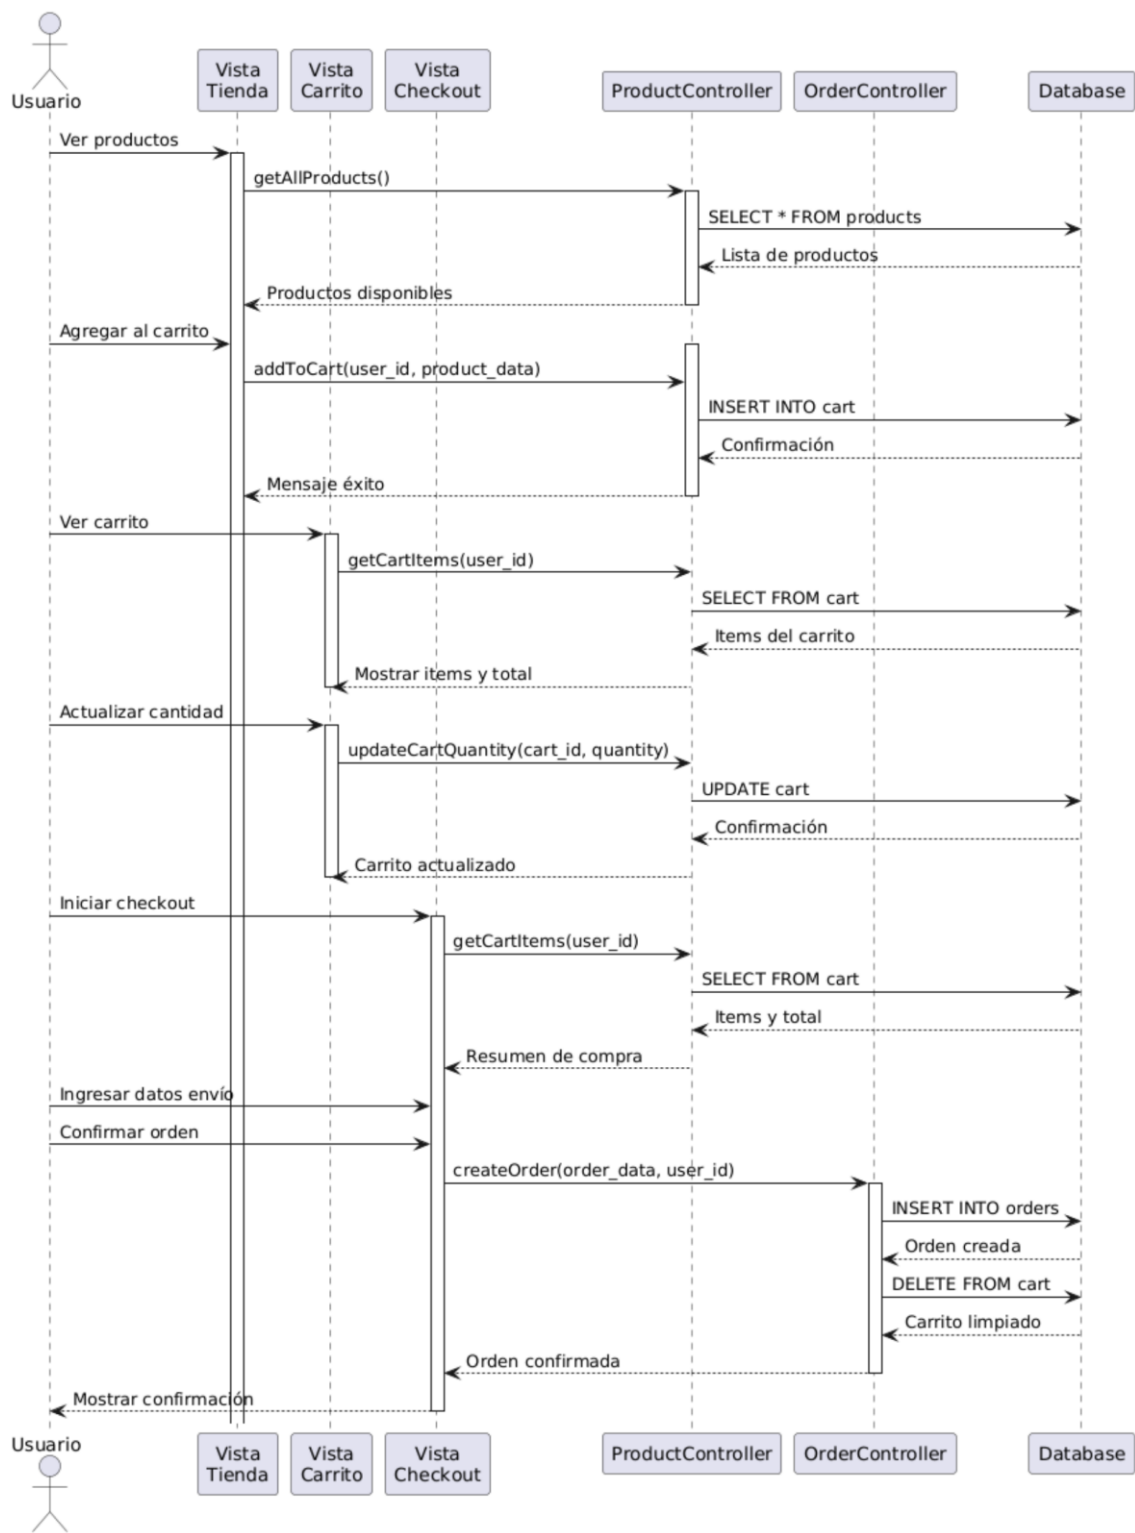 Usuario
Vista
Tienda
Vista
Carrito
Vista
Checkout
ProductController
OrderController
Database
Ver productos
getAllProducts()
SELECT * FROM products
Lista de productos
Productos disponibles
Agregar al carrito
addToCart(user_id, product_data)
INSERT INTO cart
Confirmación
Mensaje éxito
Ver carrito
getCartItems(user_id)
SELECT FROM cart
Items del carrito
Mostrar items y total
Actualizar cantidad
updateCartQuantity(cart_id, quantity)
UPDATE cart
Confirmación
Carrito actualizado
Iniciar checkout
getCartItems(user_id)
SELECT FROM cart
Items y total
Resumen de compra
Ingresar datos envío
Confirmar orden
createOrder(order_data, user_id)
INSERT INTO orders
Orden creada
DELETE FROM cart
Carrito limpiado
Orden confirmada
Mostrar confirmación
Usuario
Vista
Tienda
Vista
Carrito
Vista
Checkout
ProductController
OrderController
Database